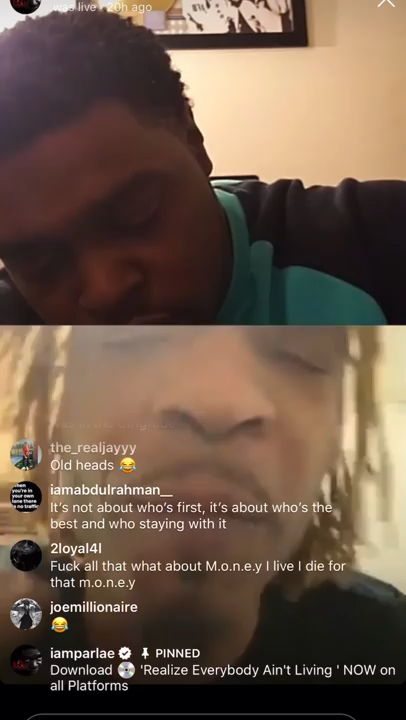 was live · 20h ago
the_realjayyy
Old heads 😂
iamabdulrahman__
It's not about who's first, it's about who's the
best and who staying with it
2loyal4l
Fuck all that what about M.o.n.e.y I live I die for
that m.o.n.e.y
joemillionaire
😂
iamparlae PINNED
Download 💿 'Realize Everybody Ain't Living ' NOW on
all Platforms